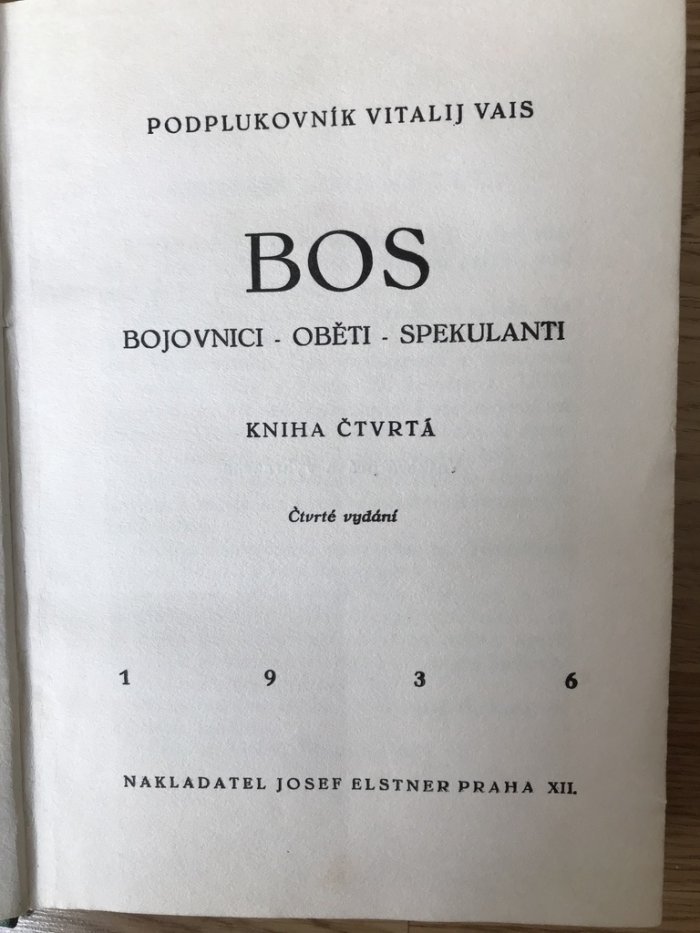 PODPLUKOVNÍK VITALIJ VAIS
BOS
BOJOVNICI - OBĚTI - SPEKULANTI
KNIHA ČTVRTÁ
Čtvrté vydání
1 9 3 6
NAKLADATEL JOSEF ELSTNER PRAHA XII.